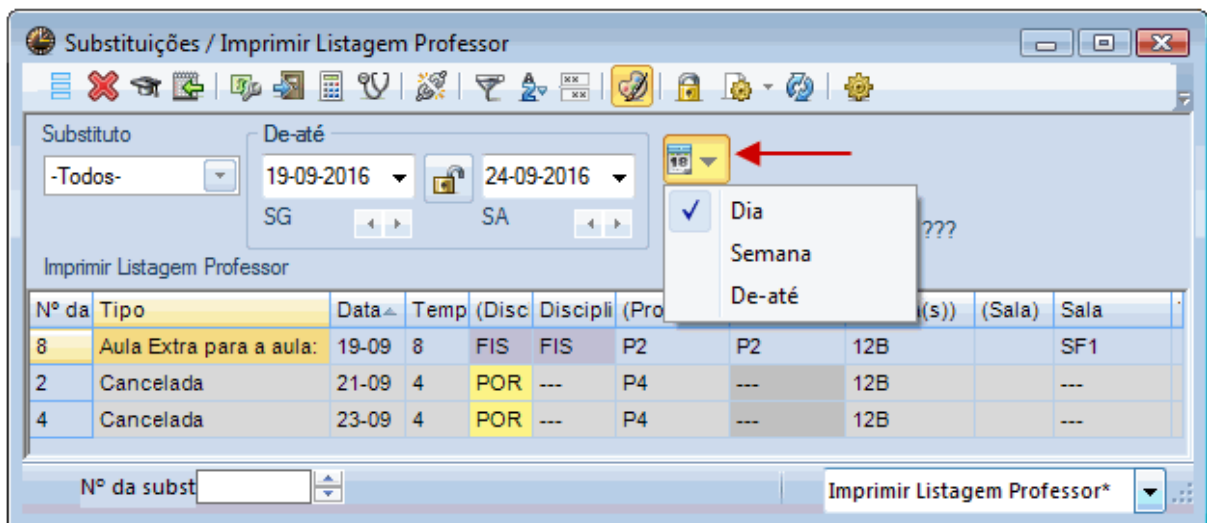 Substituições / Imprimir Listagem Professor
Substituto De-até
-Todos- 19-09-2016 24-09-2016 18
SG SA Dia ???
Semana
Imprimir Listagem Professor
De-até
Nº da Tipo Data Temp (Disc Discipli (Pro (s)) (Sala) Sala
8 Aula Extra para a aula: 19-09 8 FIS FIS P2 P2 12B SF1
2 Cancelada 21-09 4 POR --- P4 --- 12B ---
4 Cancelada 23-09 4 POR --- P4 --- 12B ---
Nº da subst Imprimir Listagem Professor*